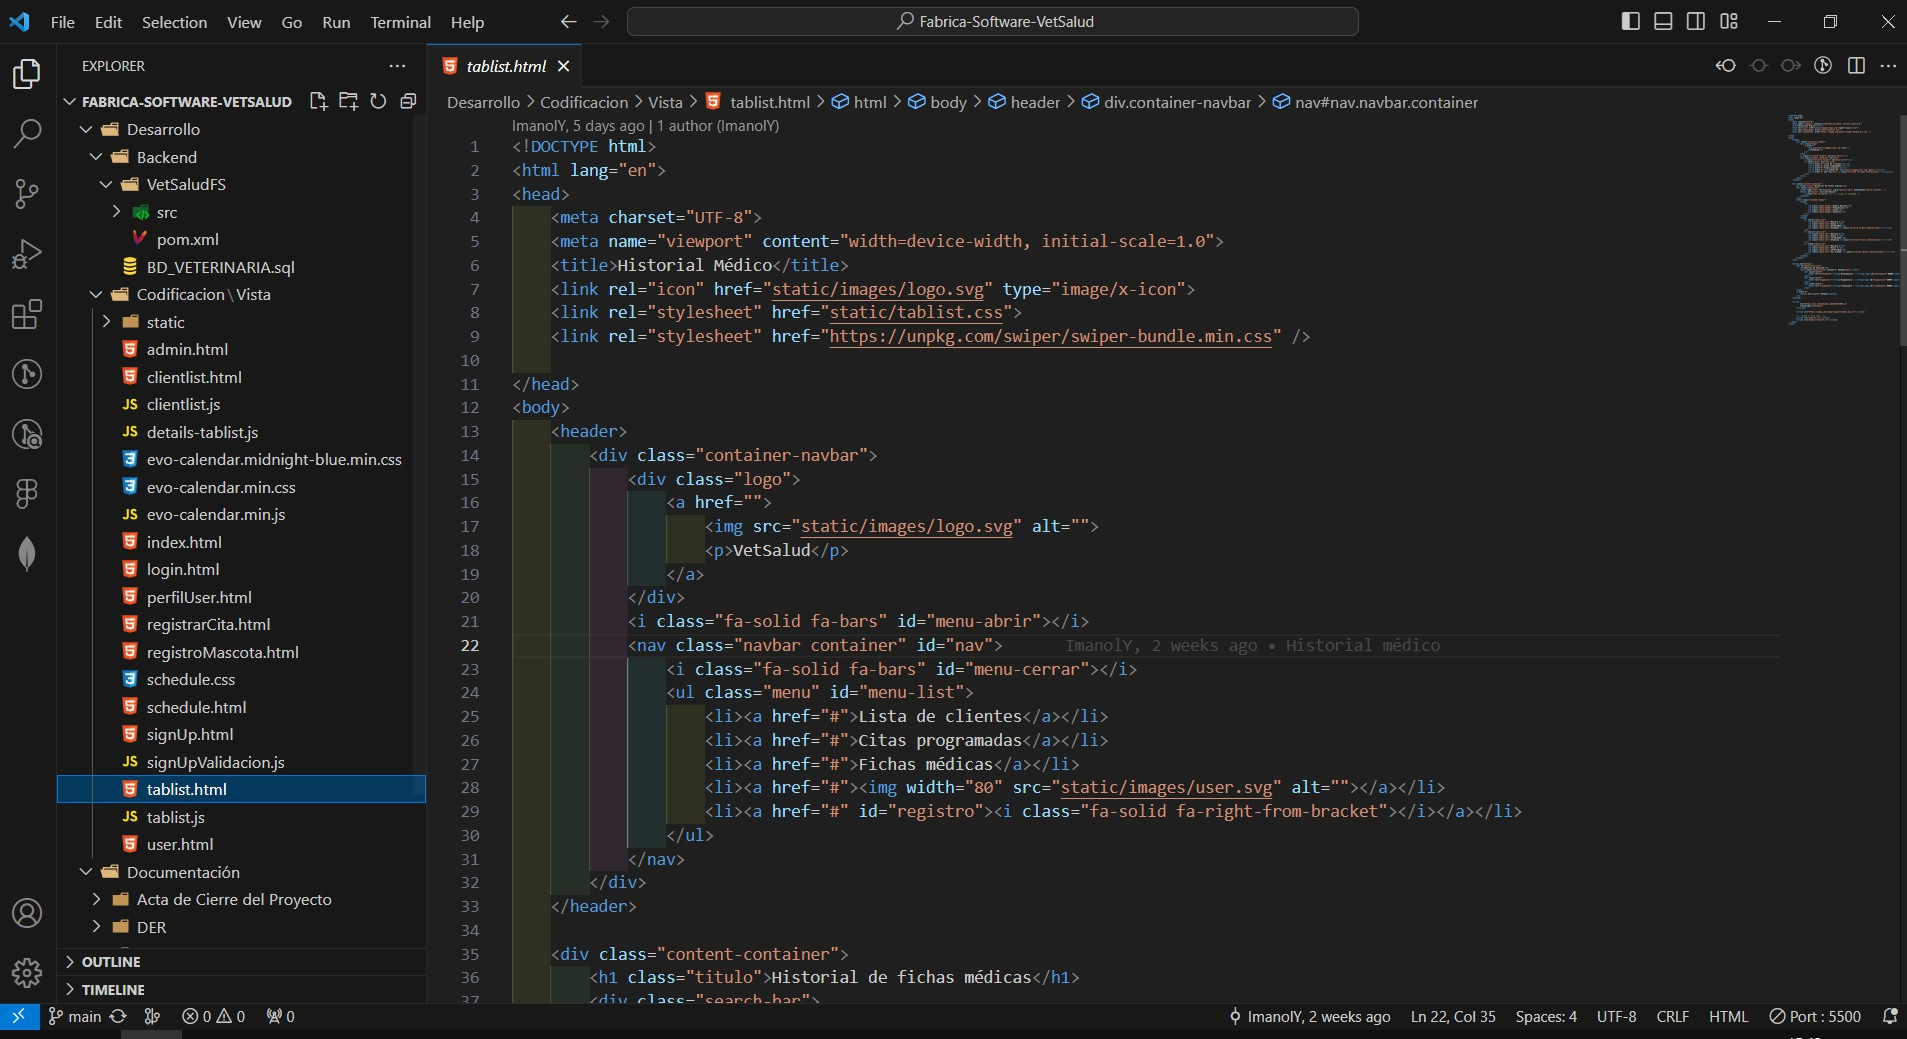 File Edit Selection View Go Run Terminal Help
Fabrica-Software-VetSalud
EXPLORER
FABRICA-SOFTWARE-VETSALUD
Desarrollo
Backend
VetSaludFS
src
pom.xml
BD_VETERINARIA.sql
Codificacion\Vista
static
admin.html
clientlist.html
JS clientlist.js
JS details-tablist.js
evo-calendar.midnight-blue.min.css
evo-calendar.min.css
JS evo-calendar.min.js
index.html
login.html
perfilUser.html
registrarCita.html
registroMascota.html
schedule.css
schedule.html
signUp.html
JS signUpValidacion.js
tablist.html
JS tablist.js
user.html
Documentación
Acta de Cierre del Proyecto
DER
OUTLINE
TIMELINE
tablist.html
Desarrollo > Codificacion > Vista > tablist.html > html > body > header > div.container-navbar > nav#nav.navbar.container
ImanolY, 5 days ago | 1 author (ImanolY)
1 <!DOCTYPE html>
2 <html lang="en">
3 <head>
4 <meta charset="UTF-8">
5 <meta name="viewport" content="width=device-width, initial-scale=1.0">
6 <title>Historial Médico</title>
7 <link rel="icon" href="static/images/logo.svg" type="image/x-icon">
8 <link rel="stylesheet" href="static/tablist.css">
9 <link rel="stylesheet" href="https://unpkg.com/swiper/swiper-bundle.min.css" />
10
11 </head>
12 <body>
13 <header>
14 <div class="container-navbar">
15 <div class="logo">
16 <a href="">
17 <img src="static/images/logo.svg" alt="">
18 <p>VetSalud</p>
19 </a>
20 </div>
21 <i class="fa-solid fa-bars" id="menu-abrir"></i>
22 <nav class="navbar container" id="nav"> ImanolY, 2 weeks ago • Historial médico
23 <i class="fa-solid fa-bars" id="menu-cerrar"></i>
24 <ul class="menu" id="menu-list">
25 <li><a href="#">Lista de clientes</a></li>
26 <li><a href="#">Citas programadas</a></li>
27 <li><a href="#">Fichas médicas</a></li>
28 <li><a href="#"><img width="80" src="static/images/user.svg" alt=""></a></li>
29 <li><a href="#" id="registro"><i class="fa-solid fa-right-from-bracket"></i></a></li>
30 </ul>
31 </nav>
32 </div>
33 </header>
34
35 <div class="content-container">
36 <h1 class="titulo">Historial de fichas médicas</h1>
37 <div class="search-bar">
main 0 0 0 ImanolY, 2 weeks ago Ln 22, Col 35 Spaces: 4 UTF-8 CRLF HTML Port : 5500